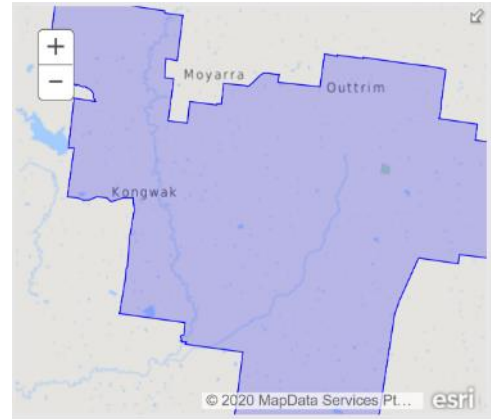 +
Moyarra
−
Outtrim
Kongwak
© 2020 MapData Services Pt...
esri